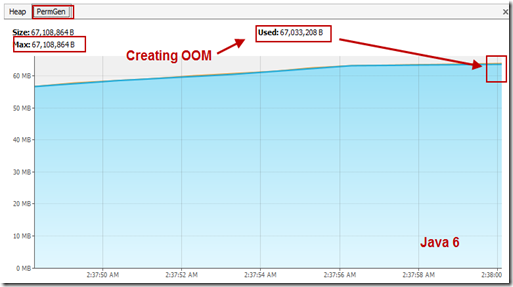 Heap PermGen x
Size: 67,108,864 B
Used: 67,033,208 B
Max: 67,108,864 B
Creating OOM
60 MB
50 MB
40 MB
30 MB
20 MB
10 MB
Java 6
0 MB
2:37:50 AM 2:37:52 AM 2:37:54 AM 2:37:56 AM 2:37:58 AM 2:38:00